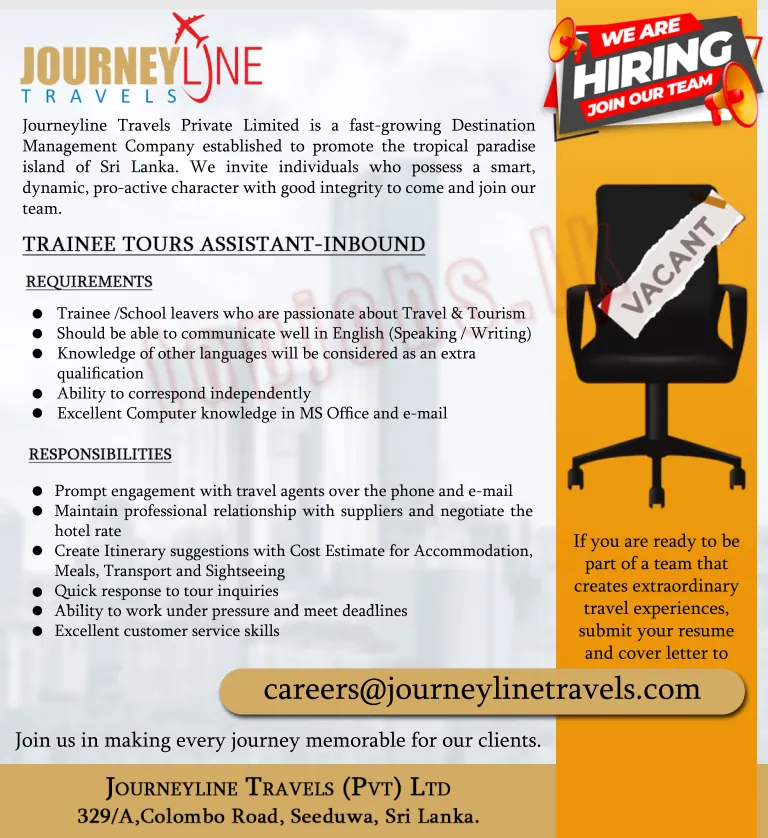 JOURNEYLINE
TRAVELS
WE ARE
HIRING
JOIN OUR TEAM
Journeyline Travels Private Limited is a fast-growing Destination
Management Company established to promote the tropical paradise
island of Sri Lanka. We invite individuals who possess a smart,
dynamic, pro-active character with good integrity to come and join our
team.
TRAINEE TOURS ASSISTANT-INBOUND
REQUIREMENTS
● Trainee /School leavers who are passionate about Travel & Tourism
● Should be able to communicate well in English (Speaking / Writing)
● Knowledge of other languages will be considered as an extra
qualification
● Ability to correspond independently
● Excellent Computer knowledge in MS Office and e-mail
RESPONSIBILITIES
● Prompt engagement with travel agents over the phone and e-mail
● Maintain professional relationship with suppliers and negotiate the
hotel rate
● Create Itinerary suggestions with Cost Estimate for Accommodation,
Meals, Transport and Sightseeing
● Quick response to tour inquiries
● Ability to work under pressure and meet deadlines
● Excellent customer service skills
VACANT
If you are ready to be
part of a team that
creates extraordinary
travel experiences,
submit your resume
and cover letter to
careers@journeylinetravels.com
Join us in making every journey memorable for our clients.
JOURNEYLINE TRAVELS (PVT) LTD
329/A,Colombo Road, Seeduwa, Sri Lanka.